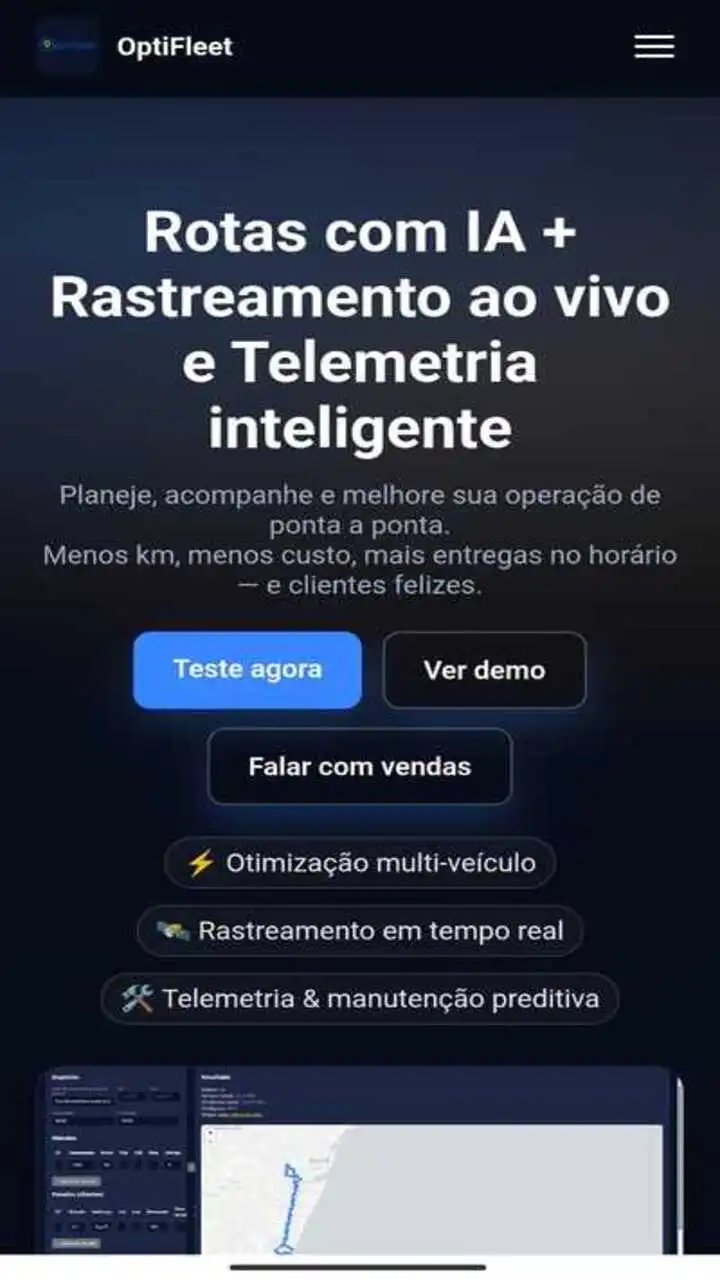 OptiFleet
Rotas com IA +
Rastreamento ao vivo
e Telemetria
inteligente
Planeje, acompanhe e melhore sua operação de
ponta a ponta.
Menos km, menos custo, mais entregas no horário
— e clientes felizes.
Teste agora
Ver demo
Falar com vendas
⚡ Otimização multi-veículo
🛰️ Rastreamento em tempo real
🛠️ Telemetria & manutenção preditiva